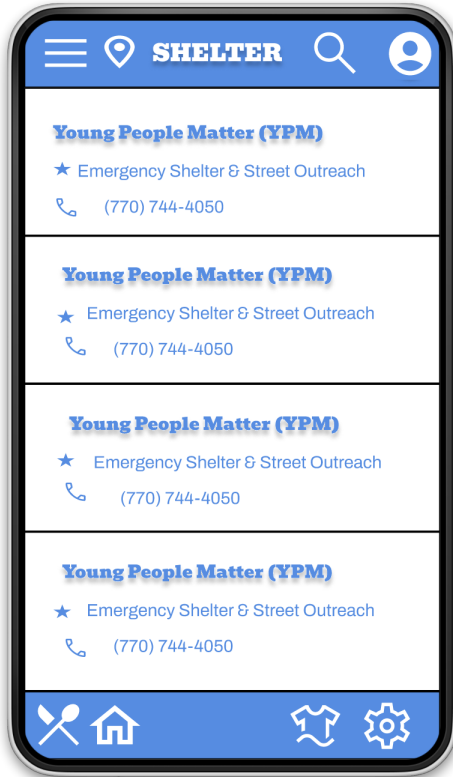 SHELTER
Young People Matter (YPM)
Emergency Shelter & Street Outreach
(770) 744-4050
Young People Matter (YPM)
Emergency Shelter & Street Outreach
(770) 744-4050
Young People Matter (YPM)
Emergency Shelter & Street Outreach
(770) 744-4050
Young People Matter (YPM)
Emergency Shelter & Street Outreach
(770) 744-4050